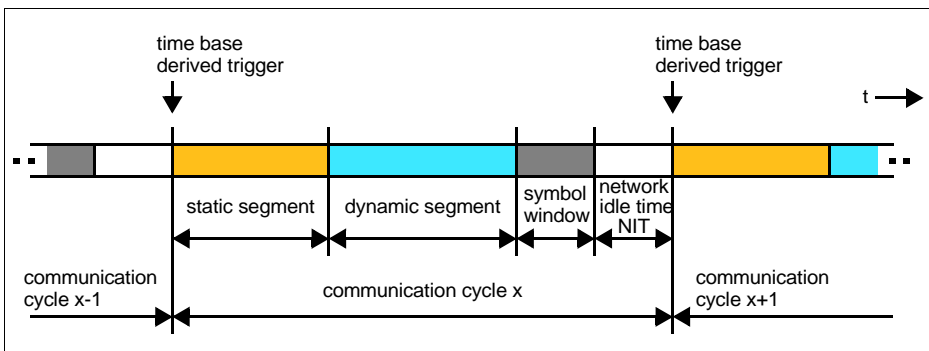 time base
derived trigger
time base
derived trigger
t
static segment
dynamic segment
symbol
window
network
idle time
NIT
communication
cycle x-1
communication cycle x
communication
cycle x+1